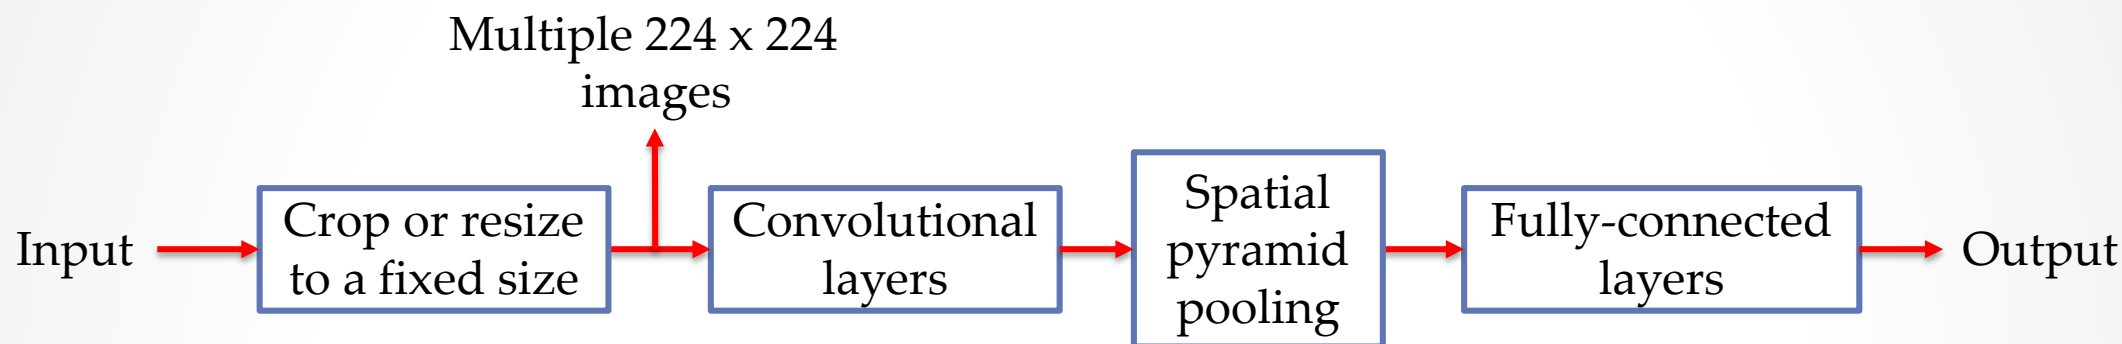 Multiple 224 x 224
images
Input
Crop or resize
to a fixed size
Convolutional
layers
Spatial
pyramid
pooling
Fully-connected
layers
Output